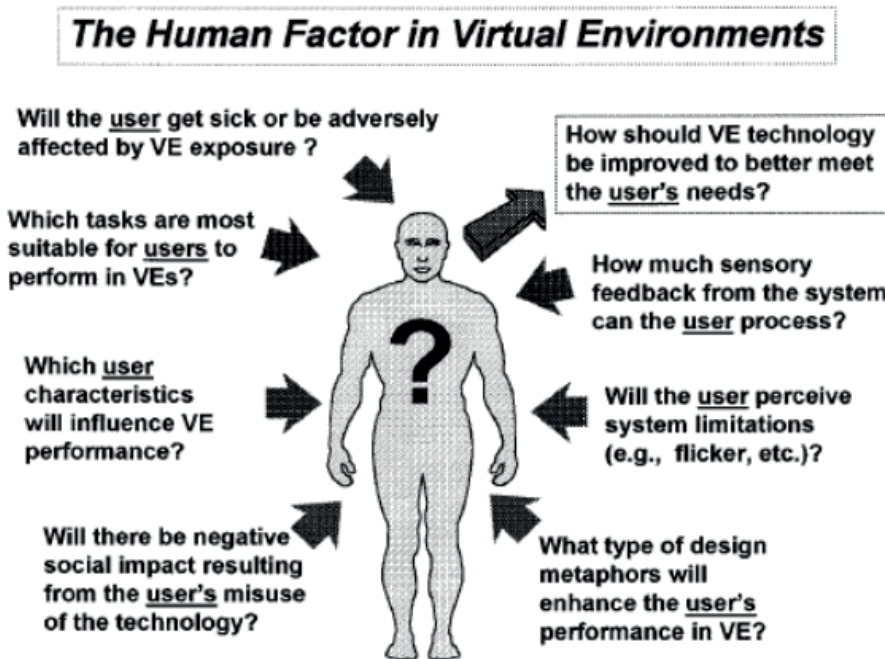 The Human Factor in Virtual Environments
Will the user get sick or be adversely
affected by VE exposure ?
How should VE technology
be improved to better meet
the user's needs?
Which tasks are most
suitable for users to
perform in VEs?
How much sensory
feedback from the system
can the user process?
?
Which user
characteristics
will influence VE
performance?
Will the user perceive
system limitations
(e.g., flicker, etc.)?
Will there be negative
social impact resulting
from the user's misuse
of the technology?
What type of design
metaphors will
enhance the user's
performance in VE?